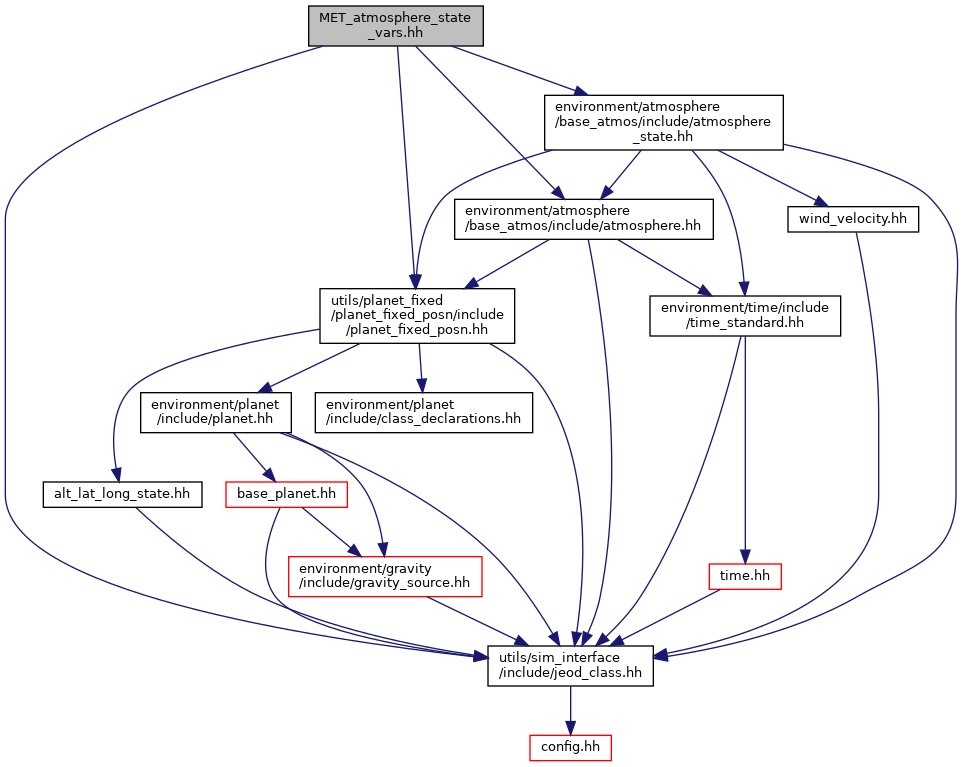 MET_atmosphere_state
_vars.hh
environment/atmosphere
/base_atmos/include/atmosphere
_state.hh
environment/atmosphere
/base_atmos/include/atmosphere.hh
wind_velocity.hh
utils/planet_fixed
/planet_fixed_posn/include
/planet_fixed_posn.hh
environment/time/include
/time_standard.hh
environment/planet
/include/planet.hh
environment/planet
/include/class_declarations.hh
alt_lat_long_state.hh
base_planet.hh
environment/gravity
/include/gravity_source.hh
time.hh
utils/sim_interface
/include/jeod_class.hh
config.hh